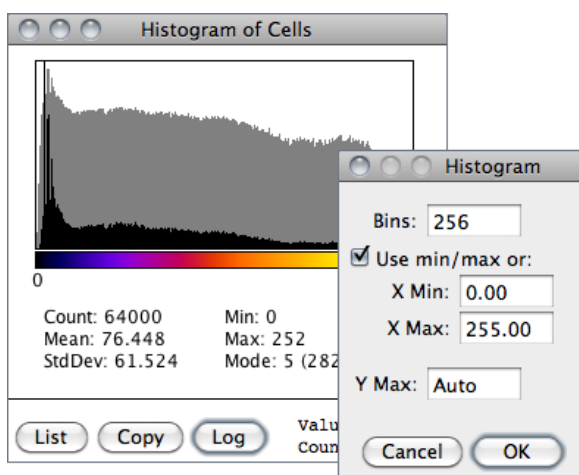 Histogram of Cells
0
Count: 64000 Min: 0
Mean: 76.448 Max: 252
StdDev: 61.524 Mode: 5 (282
List Copy Log
Histogram
Bins: 256
Use min/max or:
X Min: 0.00
X Max: 255.00
Y Max: Auto
Cancel OK